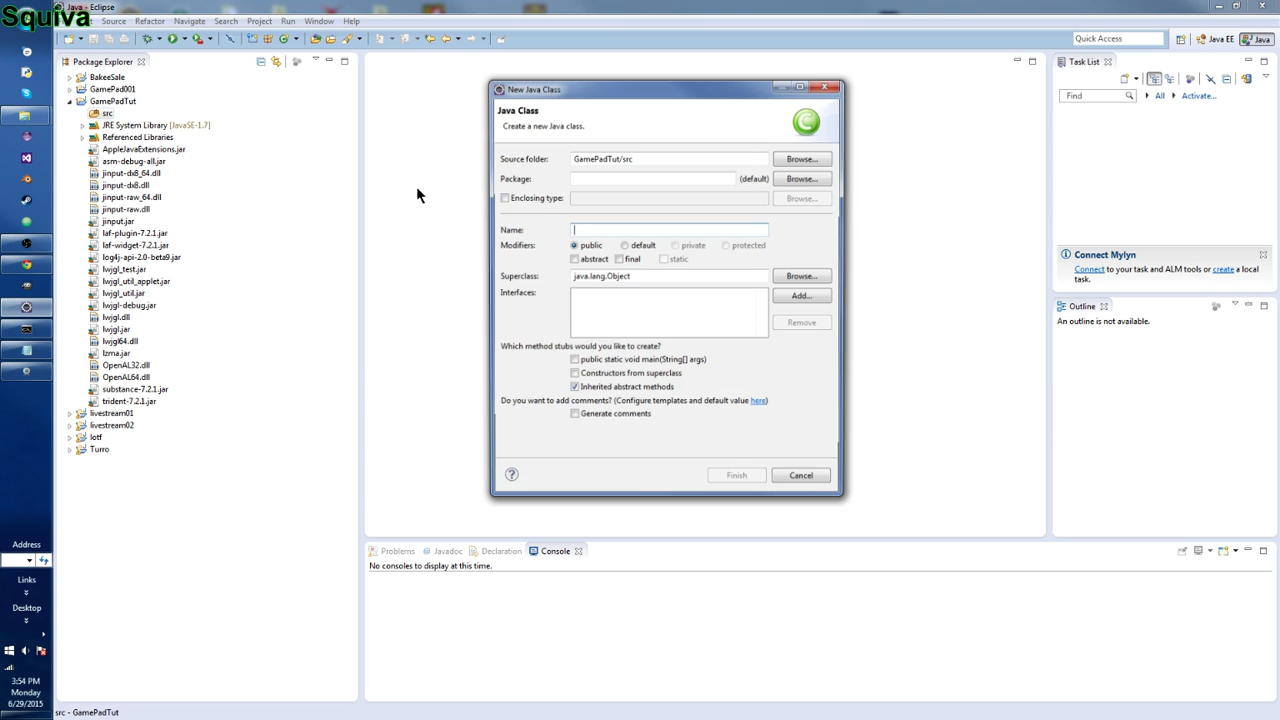 Squiva
Java - Eclipse
Source Refactor Navigate Search Project Run Window Help
Quick Access
Java EE
Java
Package Explorer
BakeeSale
GamePad001
GamePadTut
src
JRE System Library [JavaSE-1.7]
Referenced Libraries
AppleJavaExtensions.jar
asm-debug-all.jar
jinput-dx8_64.dll
jinput-dx8.dll
jinput-raw_64.dll
jinput-raw.dll
jinput.jar
laf-plugin-7.2.1.jar
laf-widget-7.2.1.jar
log4j-api-2.0-beta9.jar
lwjgl_test.jar
lwjgl_util_applet.jar
lwjgl_util.jar
lwjgl-debug.jar
lwjgl.dll
lwjgl.jar
lwjgl64.dll
lzma.jar
OpenAL32.dll
OpenAL64.dll
substance-7.2.1.jar
trident-7.2.1.jar
livestream01
livestream02
lotf
Turro
New Java Class
Java Class
Create a new Java class.
Source folder: GamePadTut/src Browse...
Package: (default) Browse...
Enclosing type: Browse...
Name:
Modifiers: public default private protected
abstract final static
Superclass: java.lang.Object Browse...
Interfaces: Add...
Remove
Which method stubs would you like to create?
public static void main(String[] args)
Constructors from superclass
Inherited abstract methods
Do you want to add comments? (Configure templates and default value here)
Generate comments
Finish Cancel
Task List
Find All Activate...
Connect Mylyn
Connect to your task and ALM tools or create a local
task.
Outline
An outline is not available.
Problems Javadoc Declaration Console
No consoles to display at this time.
Address
Links
Desktop
3:54 PM
Monday
6/29/2015
src - GamePadTut